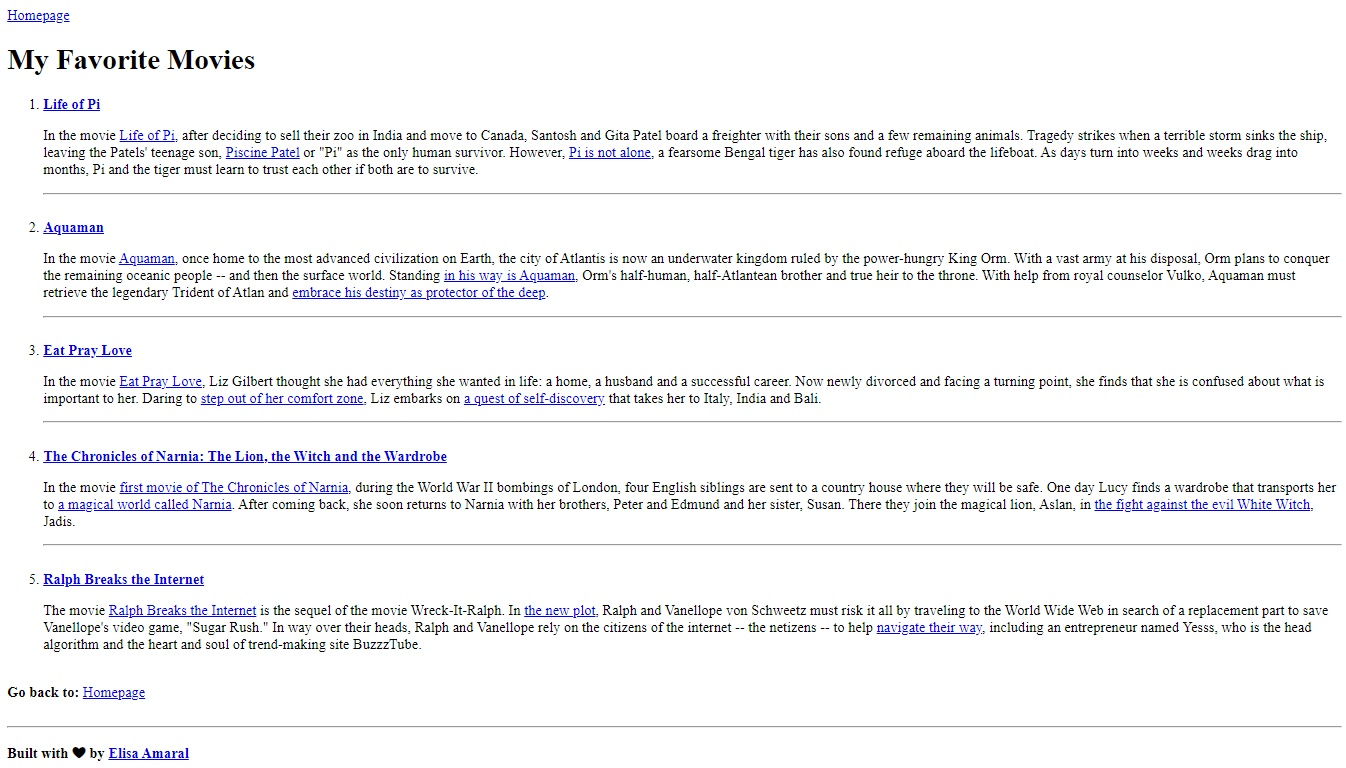 Homepage
My Favorite Movies
1. Life of Pi
In the movie Life of Pi, after deciding to sell their zoo in India and move to Canada, Santosh and Gita Patel board a freighter with their sons and a few remaining animals. Tragedy strikes when a terrible storm sinks the ship,
leaving the Patels' teenage son, Piscine Patel or "Pi" as the only human survivor. However, Pi is not alone, a fearsome Bengal tiger has also found refuge aboard the lifeboat. As days turn into weeks and weeks drag into
months, Pi and the tiger must learn to trust each other if both are to survive.
2. Aquaman
In the movie Aquaman, once home to the most advanced civilization on Earth, the city of Atlantis is now an underwater kingdom ruled by the power-hungry King Orm. With a vast army at his disposal, Orm plans to conquer
the remaining oceanic people -- and then the surface world. Standing in his way is Aquaman, Orm's half-human, half-Atlantean brother and true heir to the throne. With help from royal counselor Vulko, Aquaman must
retrieve the legendary Trident of Atlan and embrace his destiny as protector of the deep.
3. Eat Pray Love
In the movie Eat Pray Love, Liz Gilbert thought she had everything she wanted in life: a home, a husband and a successful career. Now newly divorced and facing a turning point, she finds that she is confused about what is
important to her. Daring to step out of her comfort zone, Liz embarks on a quest of self-discovery that takes her to Italy, India and Bali.
4. The Chronicles of Narnia: The Lion, the Witch and the Wardrobe
In the movie first movie of The Chronicles of Narnia, during the World War II bombings of London, four English siblings are sent to a country house where they will be safe. One day Lucy finds a wardrobe that transports her
to a magical world called Narnia. After coming back, she soon returns to Narnia with her brothers, Peter and Edmund and her sister, Susan. There they join the magical lion, Aslan, in the fight against the evil White Witch,
Jadis.
5. Ralph Breaks the Internet
The movie Ralph Breaks the Internet is the sequel of the movie Wreck-It-Ralph. In the new plot, Ralph and Vanellope von Schweetz must risk it all by traveling to the World Wide Web in search of a replacement part to save
Vanellope's video game, "Sugar Rush." In way over their heads, Ralph and Vanellope rely on the citizens of the internet -- the netizens -- to help navigate their way, including an entrepreneur named Yesss, who is the head
algorithm and the heart and soul of trend-making site BuzzzTube.
Go back to: Homepage
Built with ♥ by Elisa Amaral